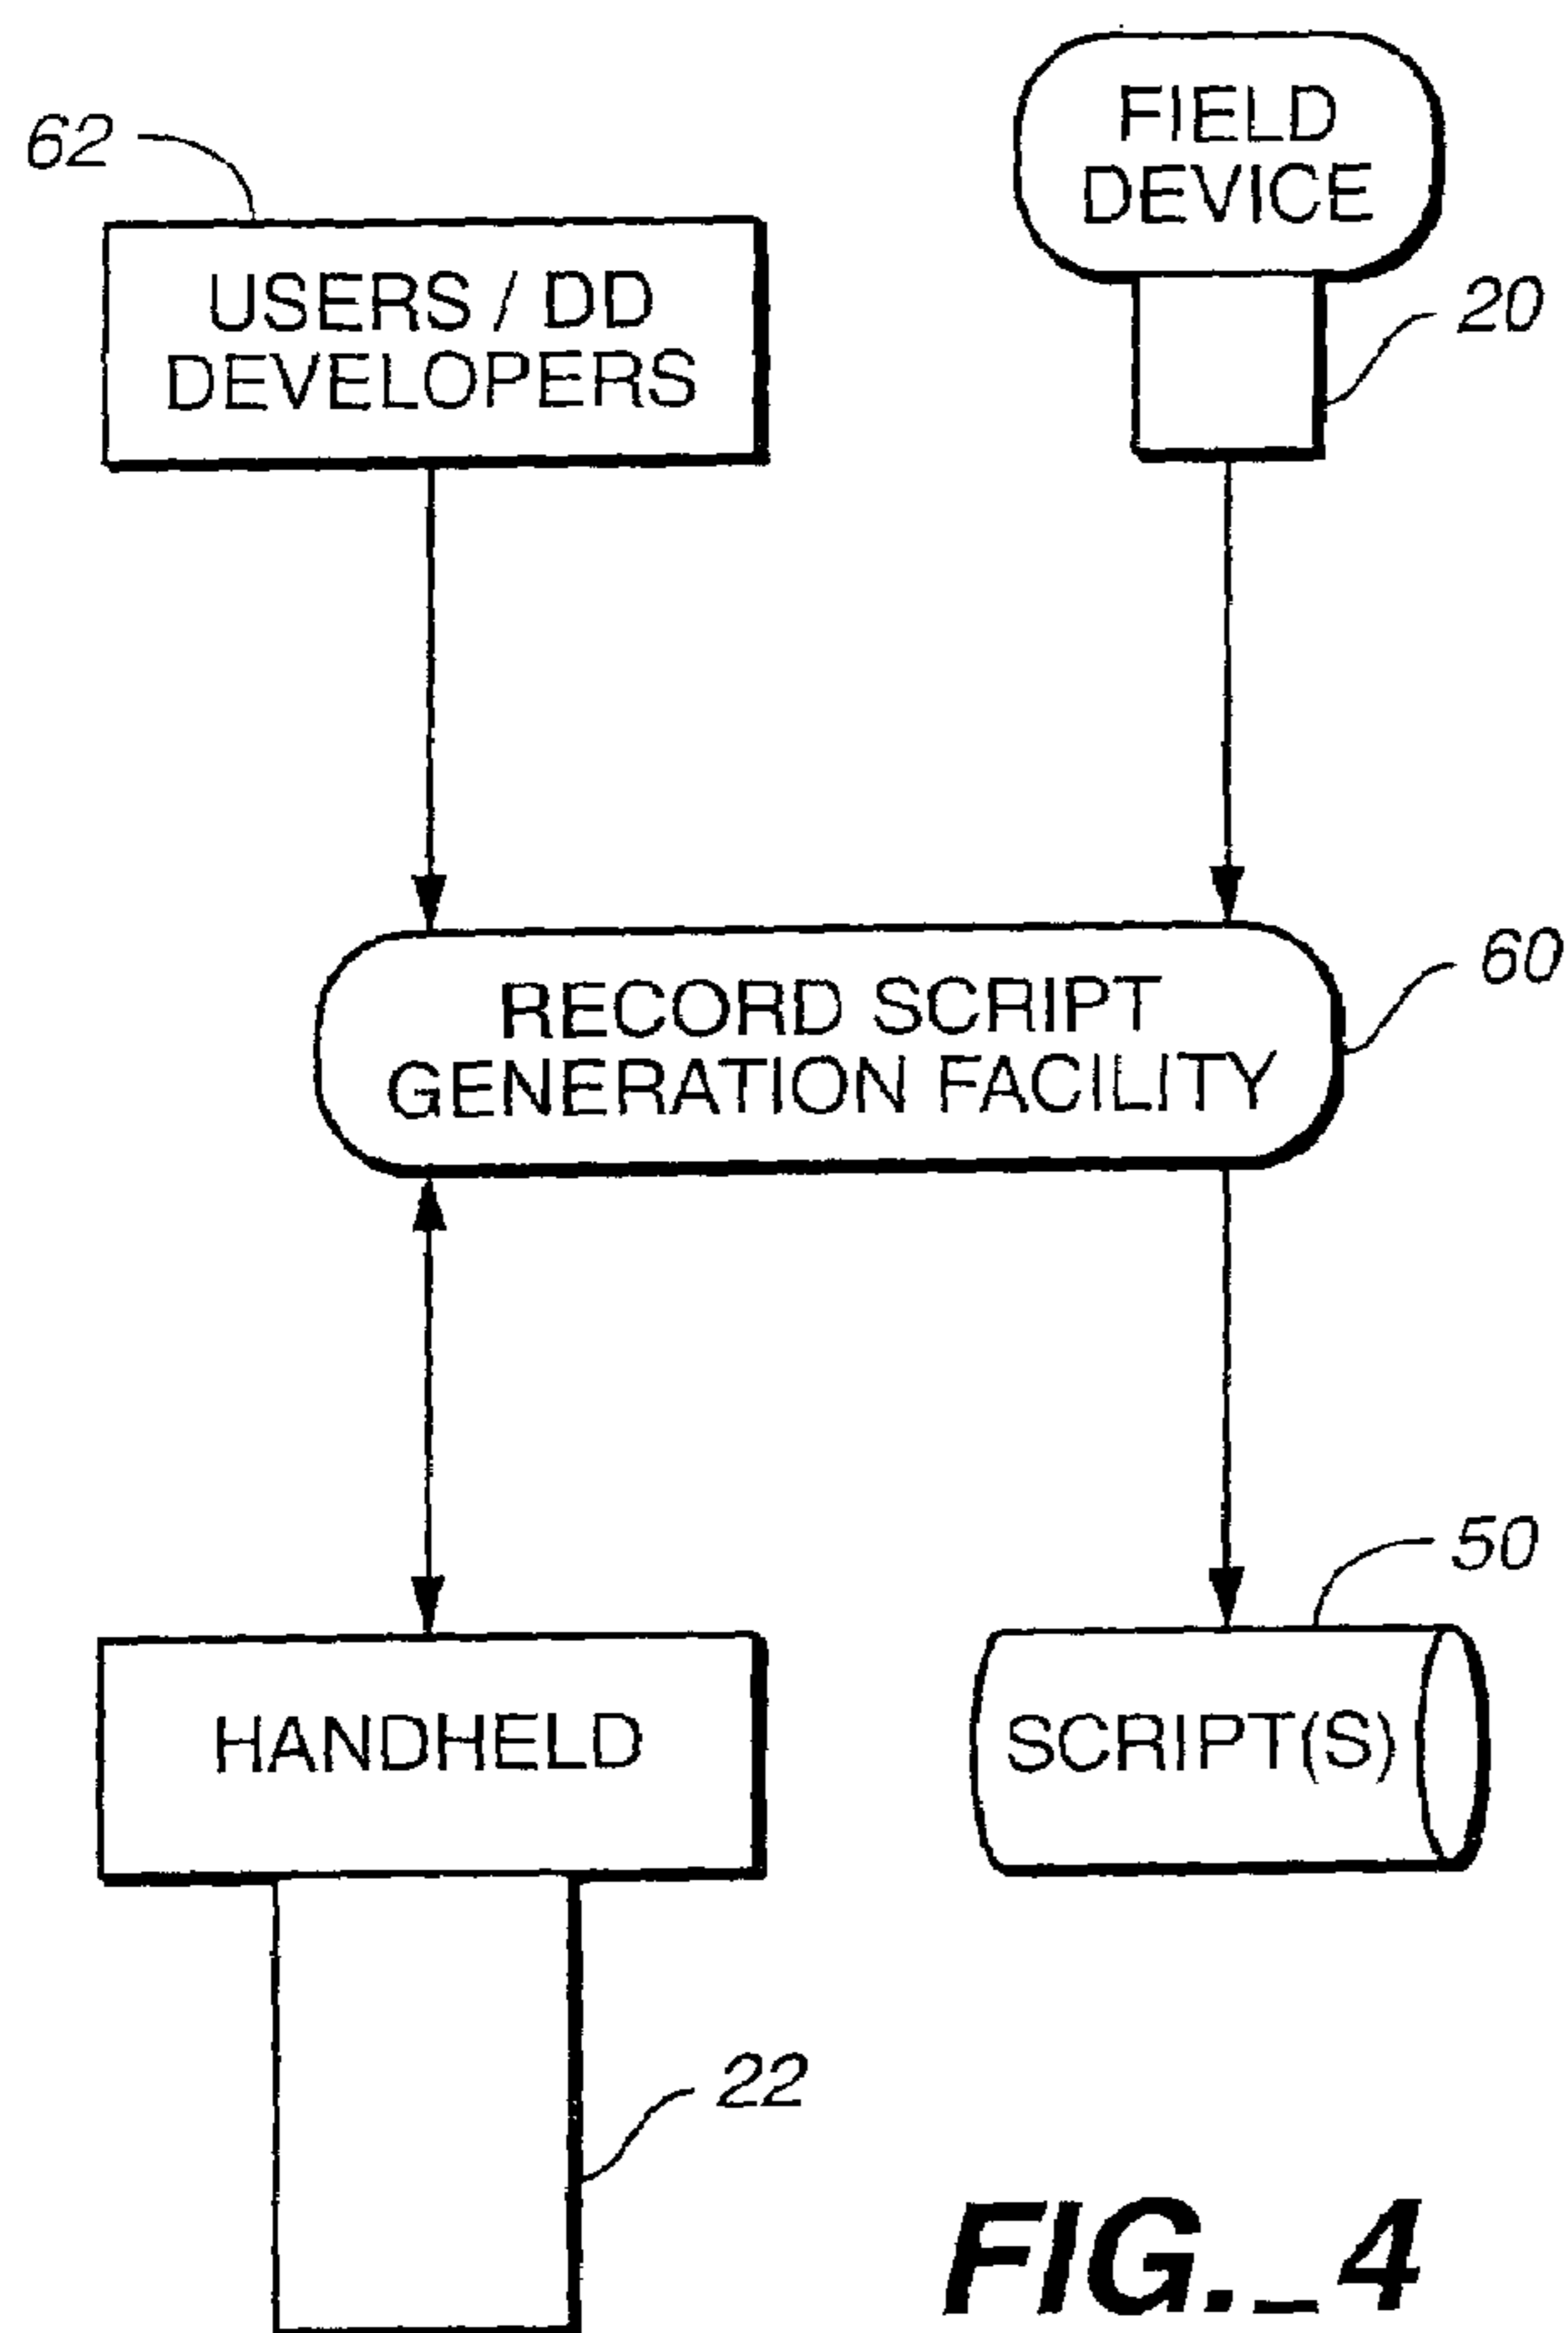 62
FIELD
DEVICE
USERS / DD
DEVELOPERS
20
RECORD SCRIPT
GENERATION FACILITY
60
50
HANDHELD
SCRIPT(S)
22
FIG._4